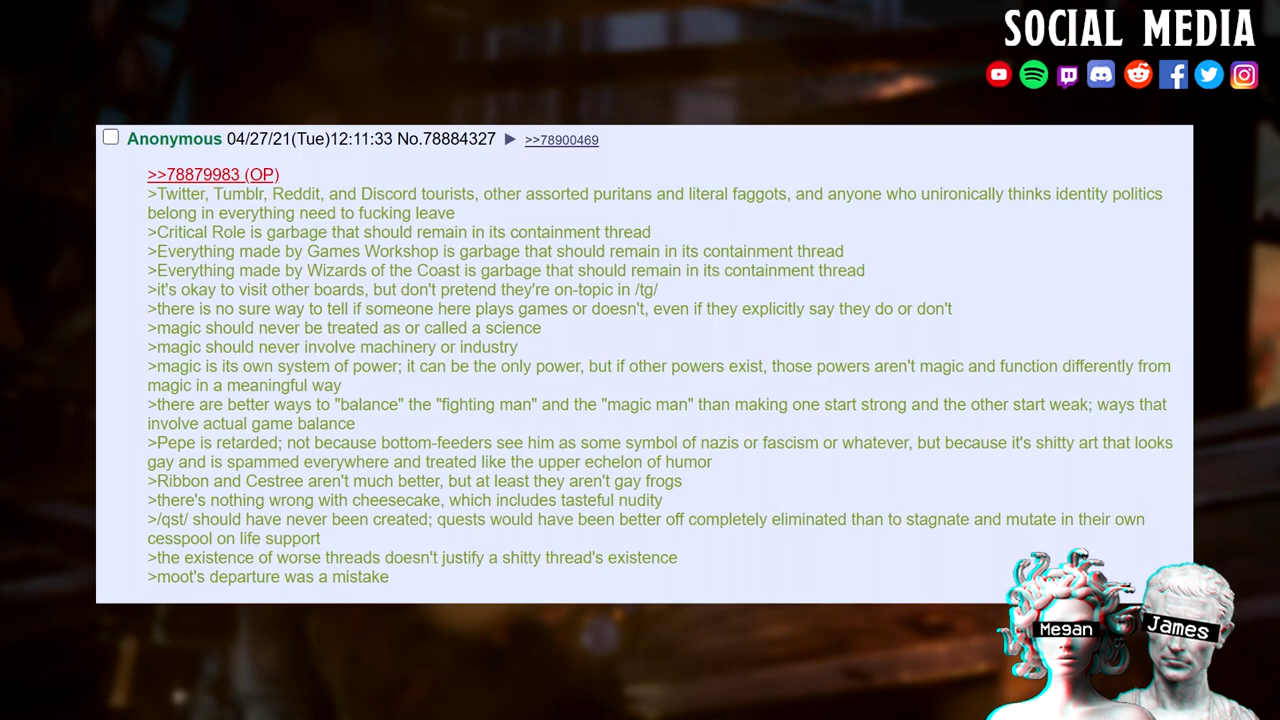 SOCIAL MEDIA
Anonymous 04/27/21(Tue)12:11:33 No.78884327 ▶ >>78900469
>>78879983 (OP)
>Twitter, Tumblr, Reddit, and Discord tourists, other assorted puritans and literal faggots, and anyone who unironically thinks identity politics
belong in everything need to fucking leave
>Critical Role is garbage that should remain in its containment thread
>Everything made by Games Workshop is garbage that should remain in its containment thread
>Everything made by Wizards of the Coast is garbage that should remain in its containment thread
>it's okay to visit other boards, but don't pretend they're on-topic in /tg/
>there is no sure way to tell if someone here plays games or doesn't, even if they explicitly say they do or don't
>magic should never be treated as or called a science
>magic should never involve machinery or industry
>magic is its own system of power; it can be the only power, but if other powers exist, those powers aren't magic and function differently from
magic in a meaningful way
>there are better ways to "balance" the "fighting man" and the "magic man" than making one start strong and the other start weak; ways that
involve actual game balance
>Pepe is retarded; not because bottom-feeders see him as some symbol of nazis or fascism or whatever, but because it's shitty art that looks
gay and is spammed everywhere and treated like the upper echelon of humor
>Ribbon and Cestree aren't much better, but at least they aren't gay frogs
>there's nothing wrong with cheesecake, which includes tasteful nudity
>/qst/ should have never been created; quests would have been better off completely eliminated than to stagnate and mutate in their own
cesspool on life support
>the existence of worse threads doesn't justify a shitty thread's existence
>moot's departure was a mistake
Megan
James